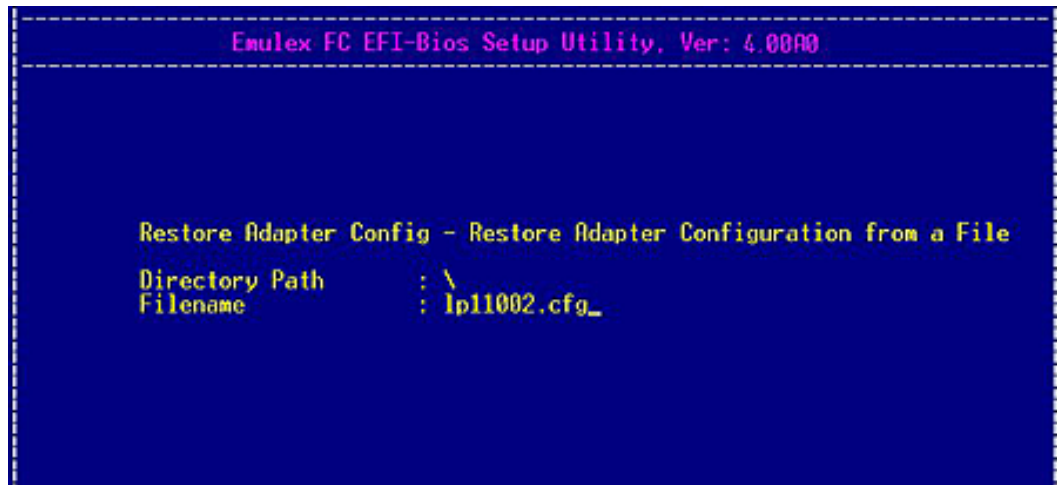 Emulex FC EFI-Bios Setup Utility, Ver: 4.00A0
Restore Adapter Config - Restore Adapter Configuration from a File
Directory Path : \
Filename : lp11002.cfg_